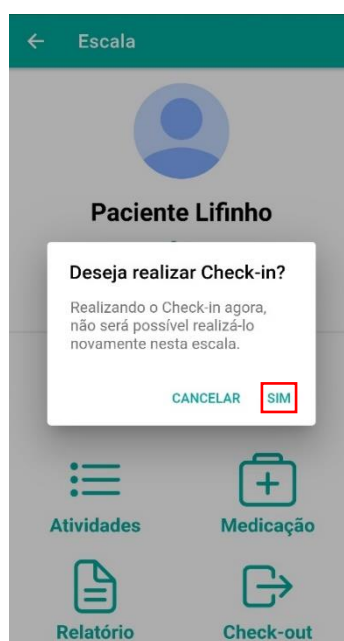 Escala
Paciente Lifinho
Deseja realizar Check-in?
Realizando o Check-in agora,
não será possível realizá-lo
novamente nesta escala.
CANCELAR SIM
Atividades Medicação
Relatório Check-out